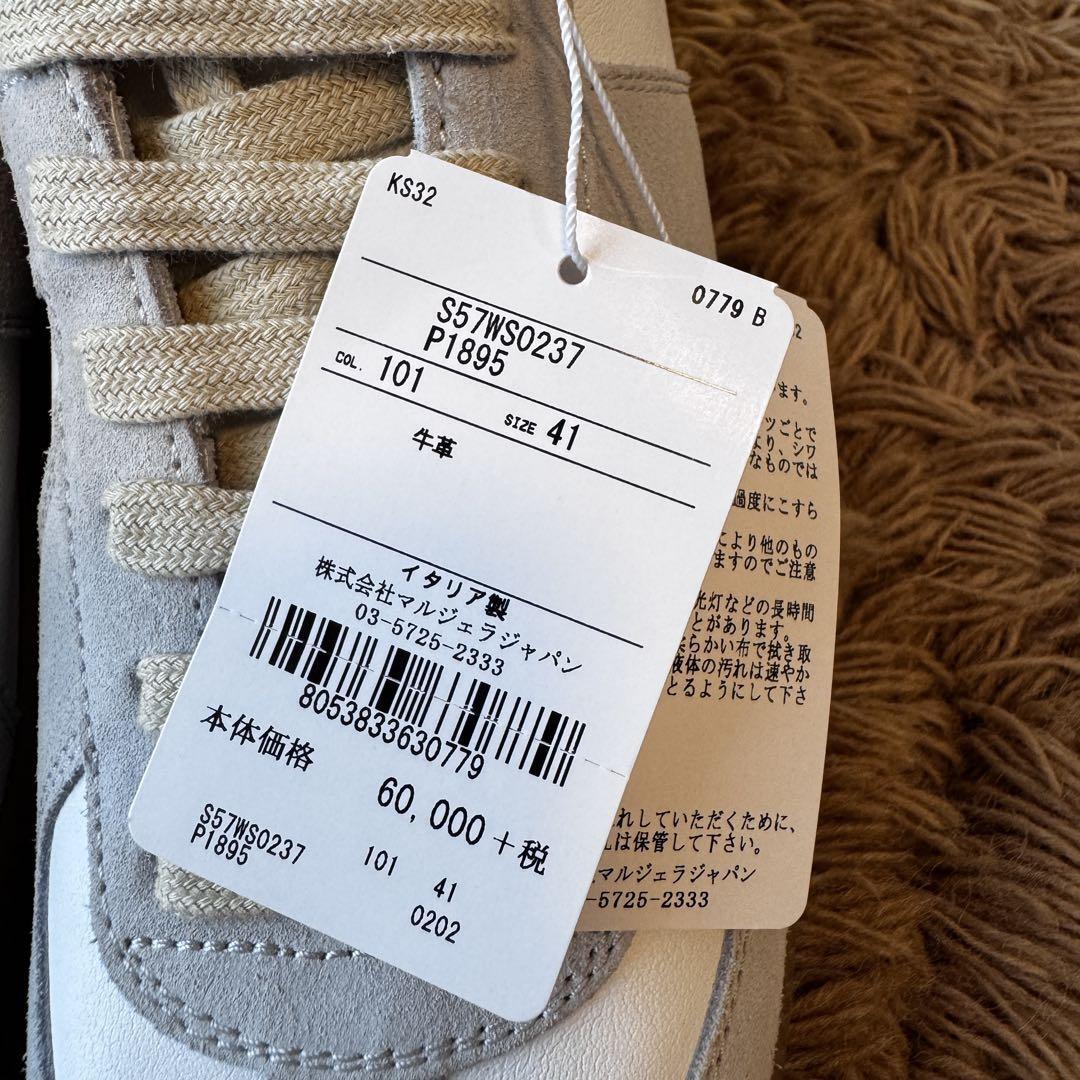 KS32
0779 B
S57WS0237
P1895
COL. 101
SIZE 41
牛革
イタリア製
株式会社マルジェラジャパン
03-5725-2333
8053833630779
本体価格
60,000+税
S57WS0237
P1895
101
41
0202
ます。
ツごとで
より、シワ
なものでは
過度にこすら
により他のもの
ますのでご注意
光灯などの長時間
とがあります。
柔らかい布で拭き取
液体の汚れは速やか
とるようにして下さ
れしていただくために、
は保管して下さい。
マルジェラジャパン
-5725-2333